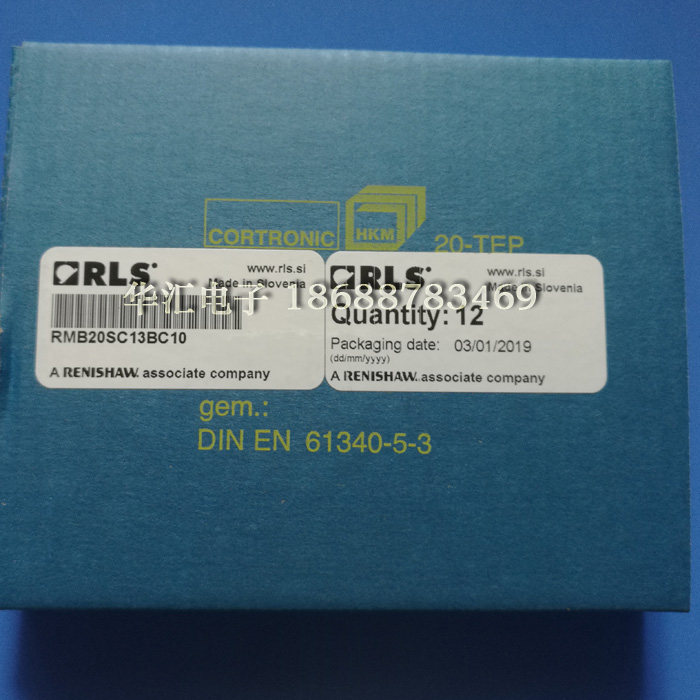 CORTRONIC HKM 20-TEP
RLS www.rls.si
Made in Slovenia
RMB20SC13BC10
A RENISHAW. associate company
RLS www.rls.si
Made in Slovenia
Quantity: 12
Packaging date: 03/01/2019
(dd/mm/yyyy)
A RENISHAW. associate company
华汇电子 18688783469
gem.:
DIN EN 61340-5-3